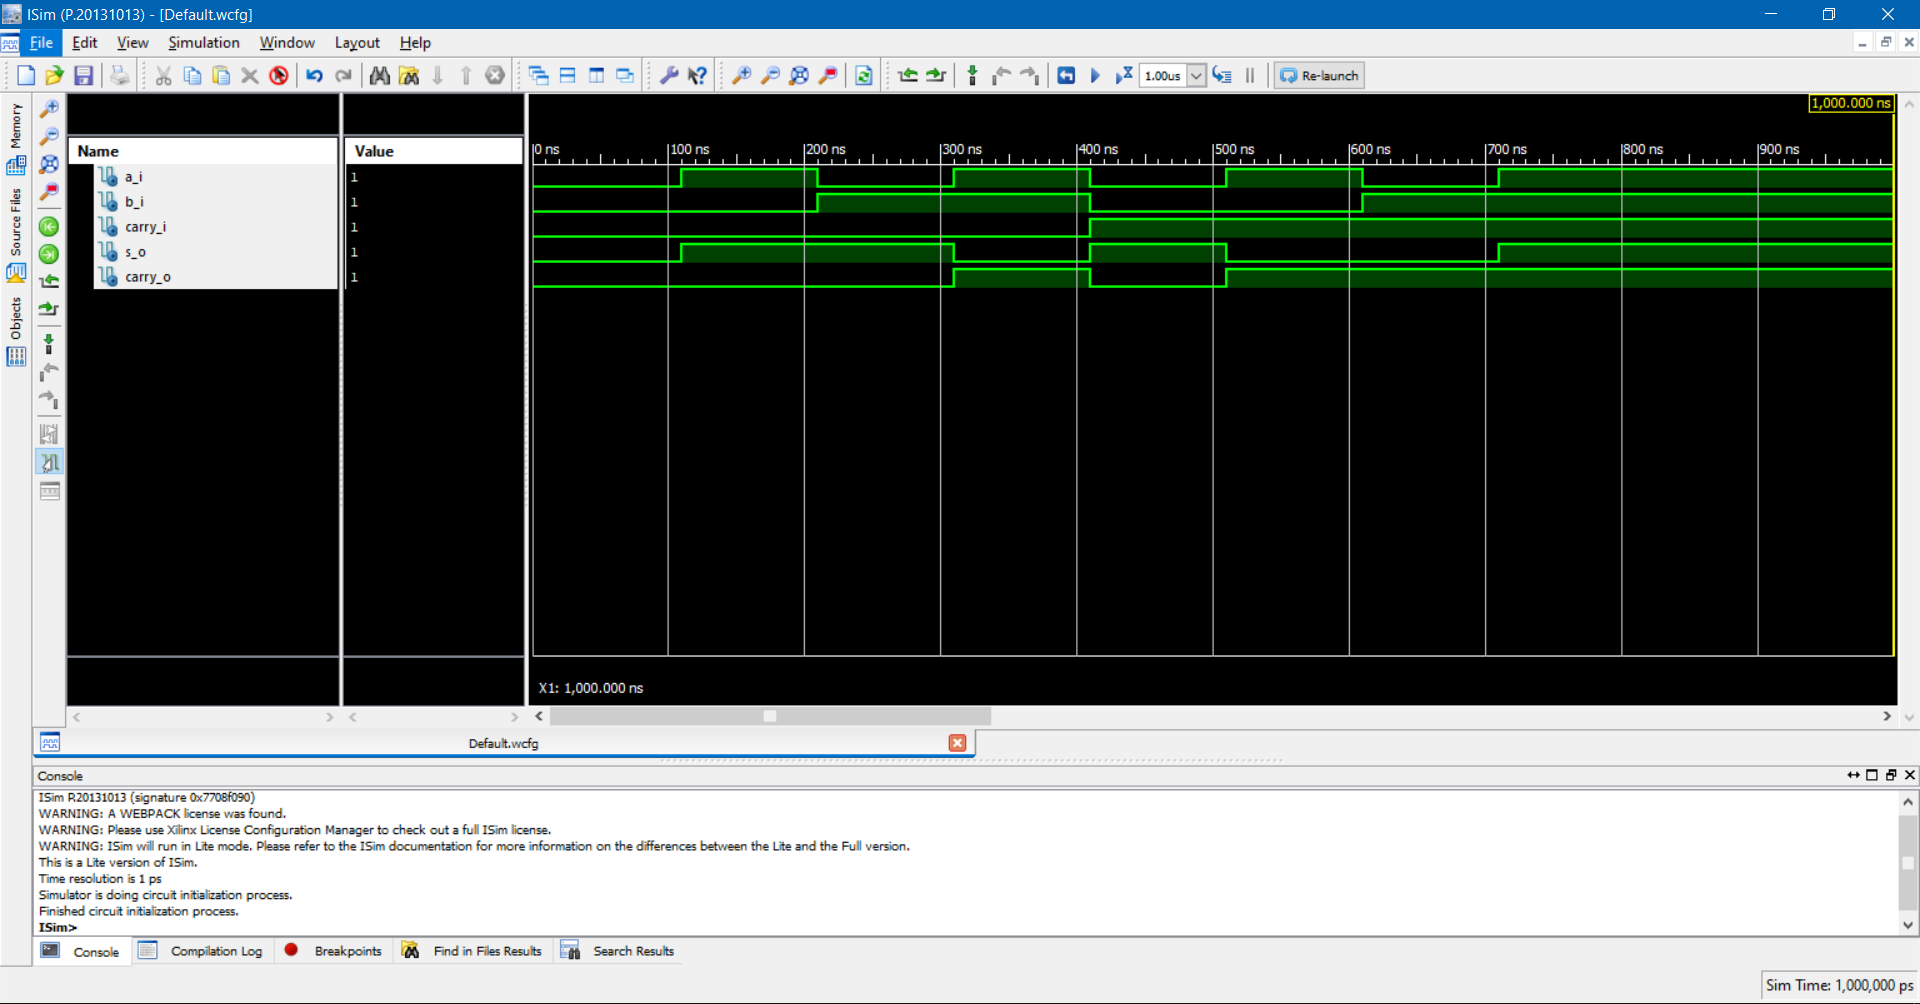 ISim (P.20131013) - [Default.wcfg]
File Edit View Simulation Window Layout Help
1.00us Re-launch
Memory
Source Files
Objects
Name Value
a_i 1
b_i 1
carry_i 1
s_o 1
carry_o 1
1,000.000 ns
0 ns 100 ns 200 ns 300 ns 400 ns 500 ns 600 ns 700 ns 800 ns 900 ns
X1: 1,000.000 ns
Default.wcfg
Console
ISim P.20131013 (signature 0x7708f090)
WARNING: A WEBPACK license was found.
WARNING: Please use Xilinx License Configuration Manager to check out a full ISim license.
WARNING: ISim will run in Lite mode. Please refer to the ISim documentation for more information on the differences between the Lite and the Full version.
This is a Lite version of ISim.
Time resolution is 1 ps
Simulator is doing circuit initialization process.
Finished circuit initialization process.
ISim>
Console Compilation Log Breakpoints Find in Files Results Search Results
Sim Time: 1,000,000 ps